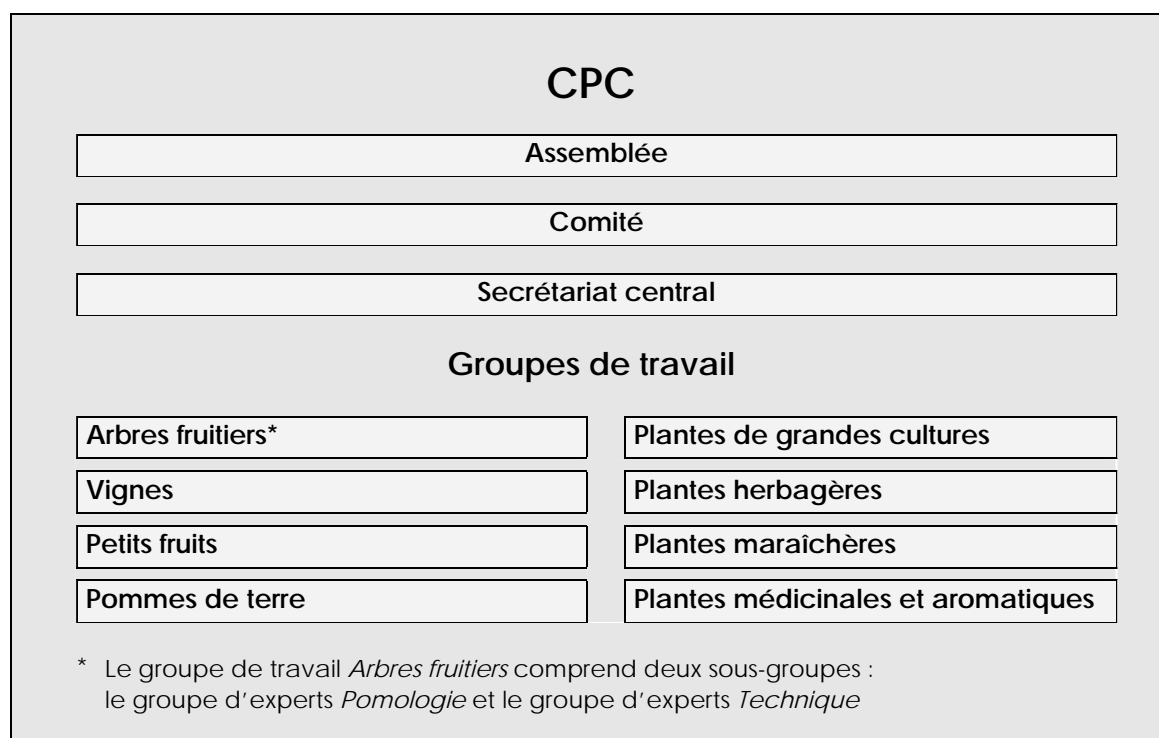 CPC
Assemblée
Comité
Secrétariat central
Groupes de travail
Arbres fruitiers*
Plantes de grandes cultures
Vignes
Plantes herbagères
Petits fruits
Plantes maraîchères
Pommes de terre
Plantes médicinales et aromatiques
* Le groupe de travail Arbres fruitiers comprend deux sous-groupes :
le groupe d'experts Pomologie et le groupe d'experts Technique